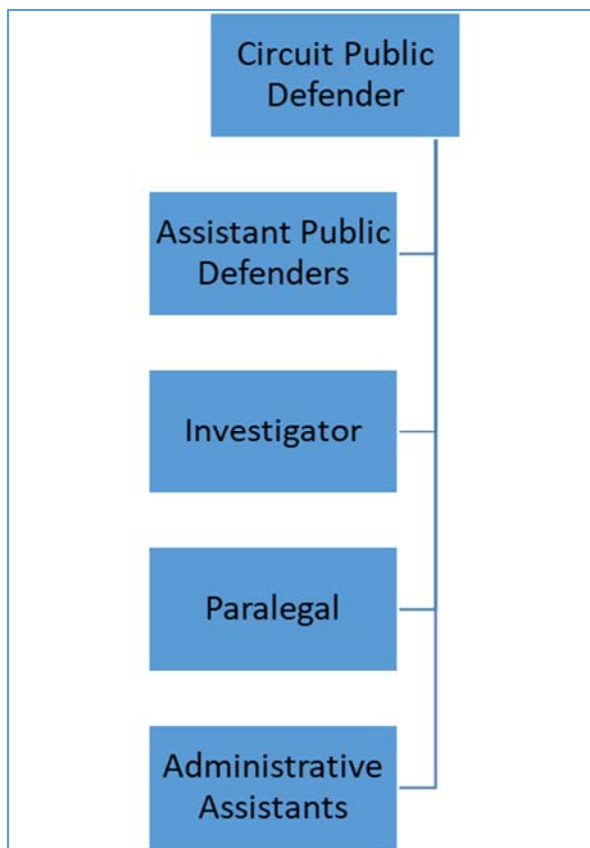 Circuit Public
Defender
Assistant Public
Defenders
Investigator
Paralegal
Administrative
Assistants